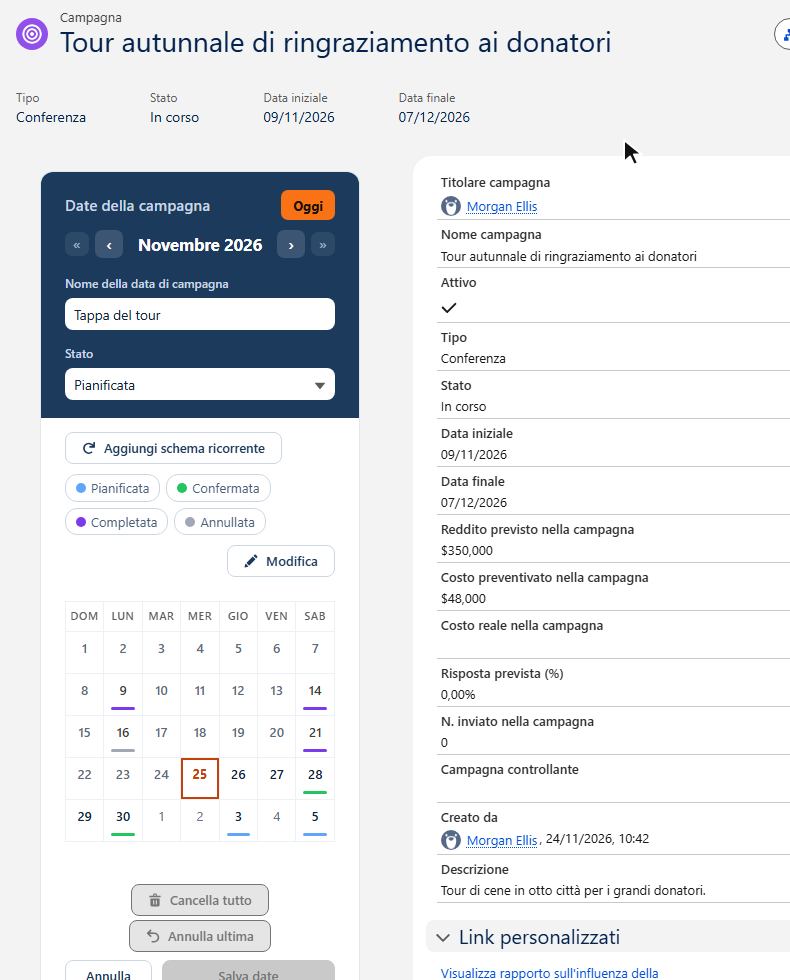 Campagna
Tour autunnale di ringraziamento ai donatori
Tipo Stato Data iniziale Data finale
Conferenza In corso 09/11/2026 07/12/2026
Date della campagna Oggi
« ‹ Novembre 2026 › »
Nome della data di campagna
Tappa del tour
Stato
Pianificata
Aggiungi schema ricorrente
Pianificata Confermata
Completata Annullata
Modifica
DOM LUN MAR MER GIO VEN SAB
1 2 3 4 5 6 7
8 9 10 11 12 13 14
15 16 17 18 19 20 21
22 23 24 25 26 27 28
29 30 1 2 3 4 5
Cancella tutto
Annulla ultima
Annulla Salva date
Titolare campagna
Morgan Ellis
Nome campagna
Tour autunnale di ringraziamento ai donatori
Attivo
Tipo
Conferenza
Stato
In corso
Data iniziale
09/11/2026
Data finale
07/12/2026
Reddito previsto nella campagna
$350,000
Costo preventivato nella campagna
$48,000
Costo reale nella campagna
Risposta prevista (%)
0,00%
N. inviato nella campagna
0
Campagna controllante
Creato da
Morgan Ellis, 24/11/2026, 10:42
Descrizione
Tour di cene in otto città per i grandi donatori.
Link personalizzati
Visualizza rapporto sull'influenza della